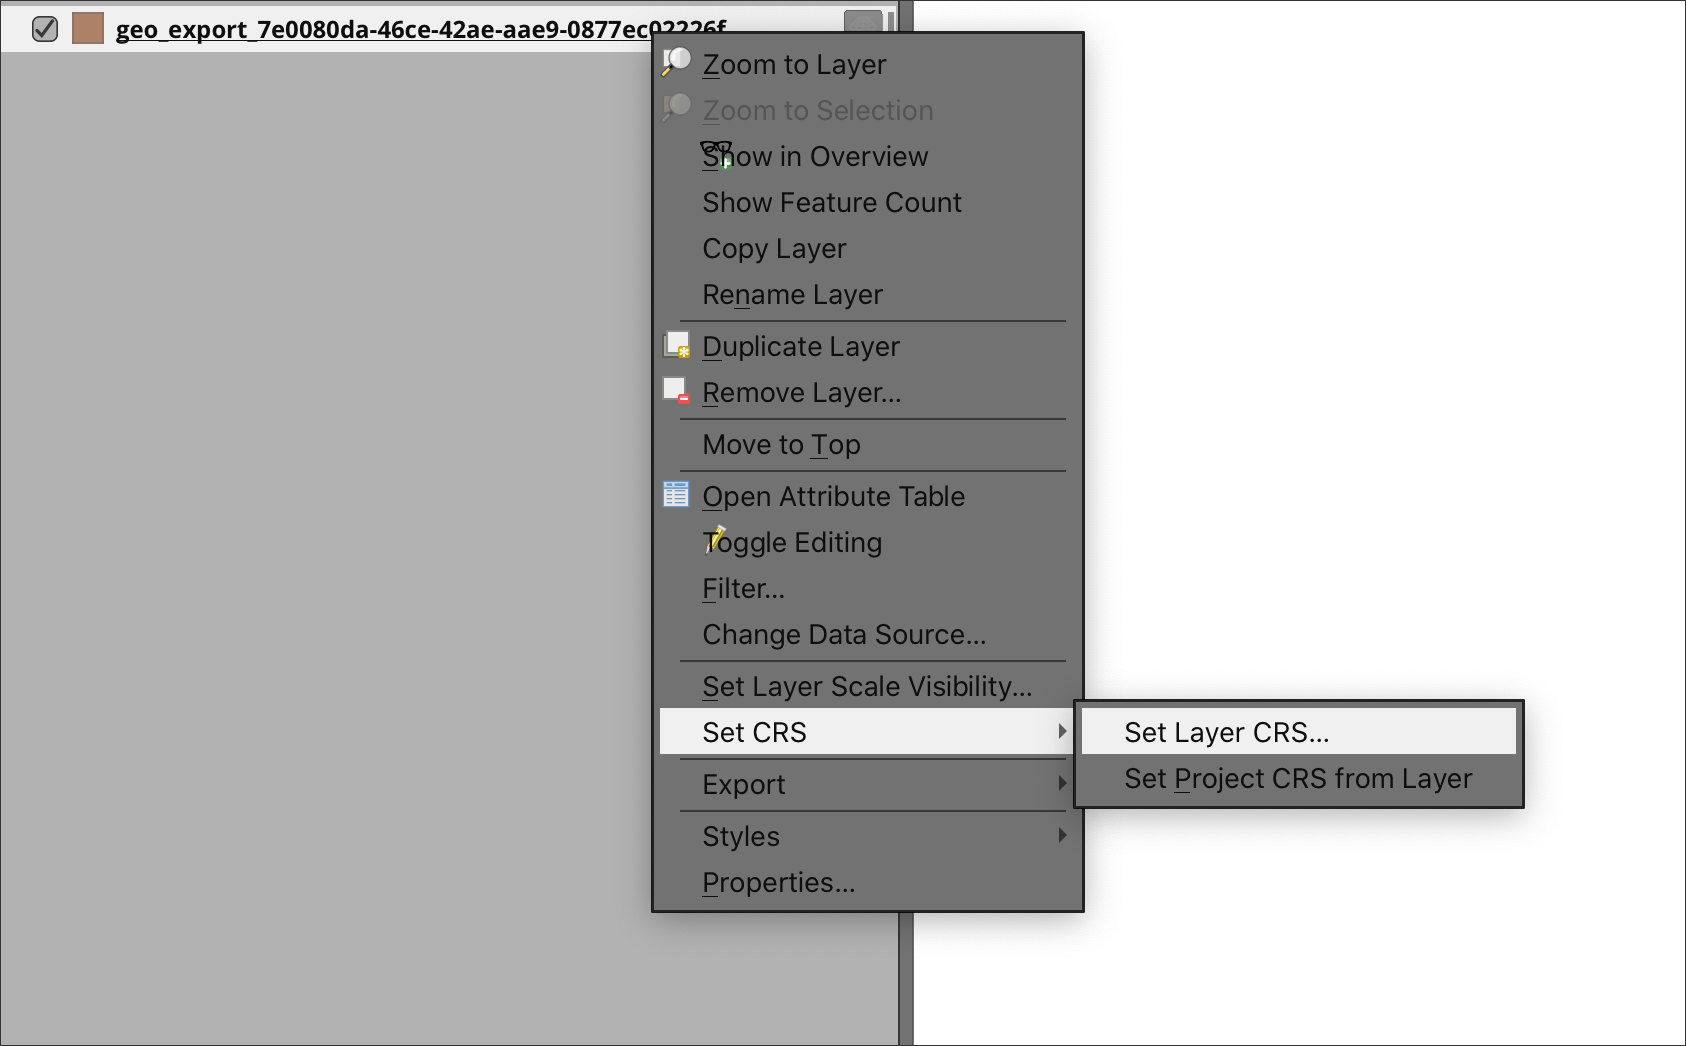 geo_export_7e0080da-46ce-42ae-aae9-0877ec02226f
Zoom to Layer
Zoom to Selection
Show in Overview
Show Feature Count
Copy Layer
Rename Layer
Duplicate Layer
Remove Layer...
Move to Top
Open Attribute Table
Toggle Editing
Filter...
Change Data Source...
Set Layer Scale Visibility...
Set CRS
Set Layer CRS...
Set Project CRS from Layer
Export
Styles
Properties...